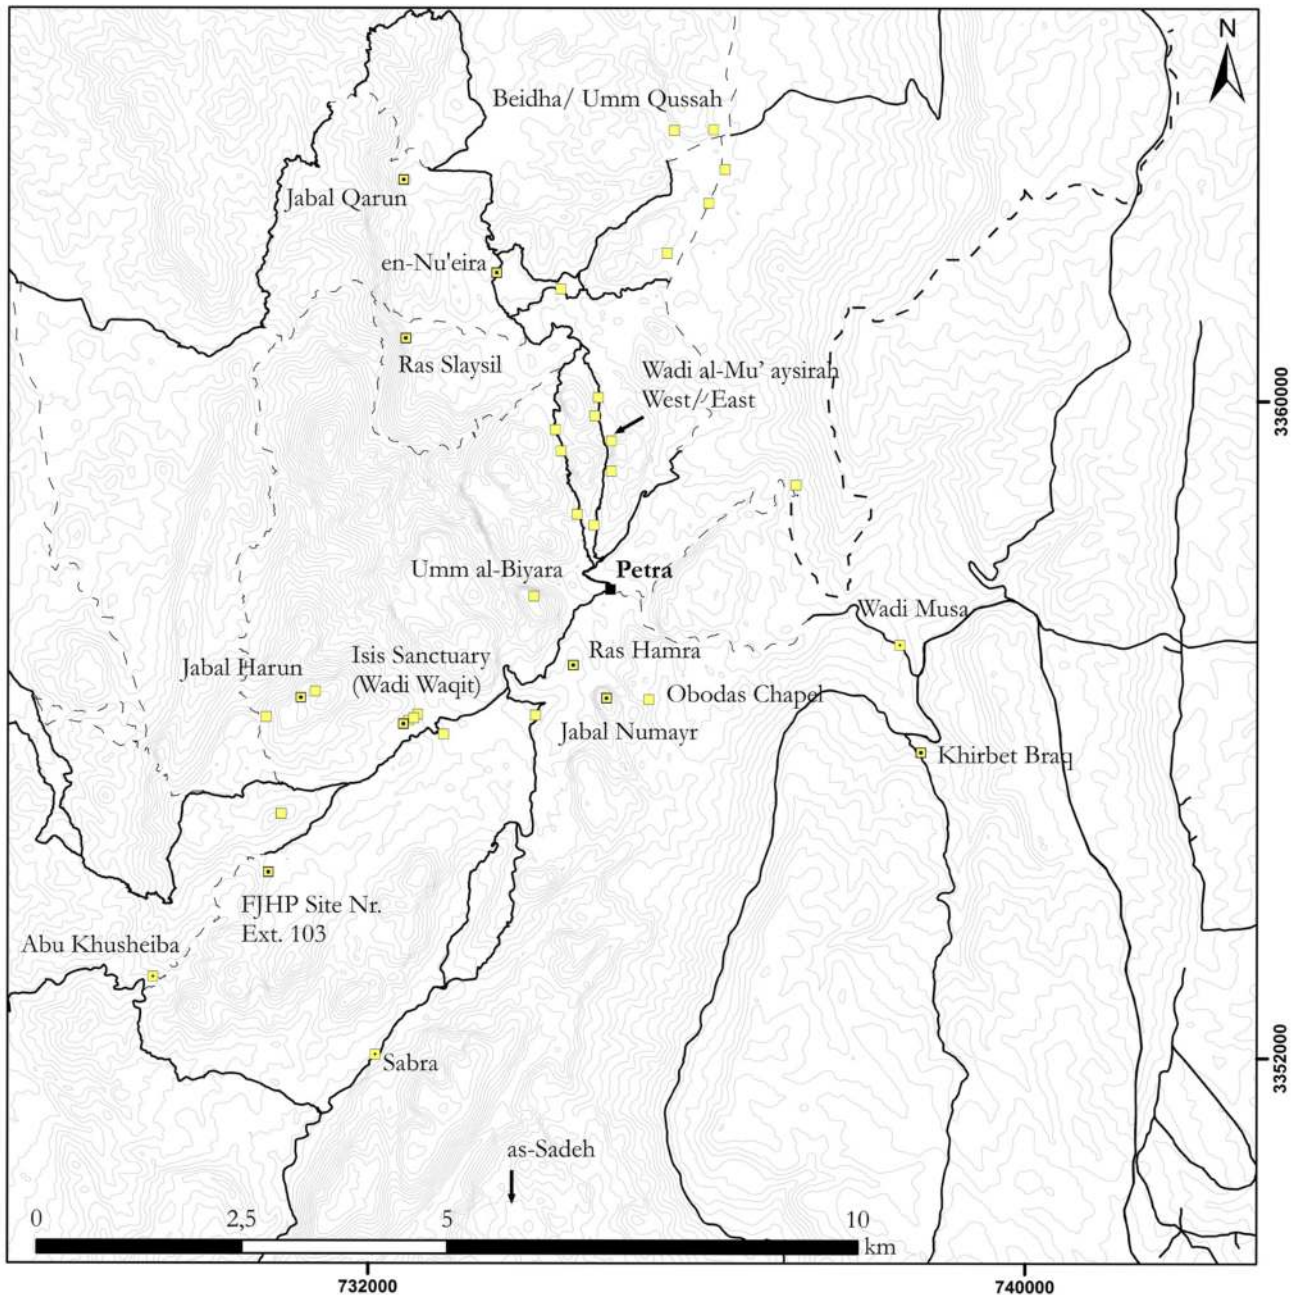 N
Beidha/ Umm Qussah
Jabal Qarun
en-Nu'eira
Ras Slaysil
Wadi al-Mu' aysirah
West/ East
3360000
Umm al-Biyara
Petra
Wadi Musa
Ras Hamra
Isis Sanctuary
(Wadi Waqit)
Jabal Harun
Obodas Chapel
Jabal Numayr
Khirbet Braq
FJHP Site Nr.
Ext. 103
Abu Khusheiba
3352000
Sabra
as-Sadeh
0 2,5 5 10
km
732000 740000